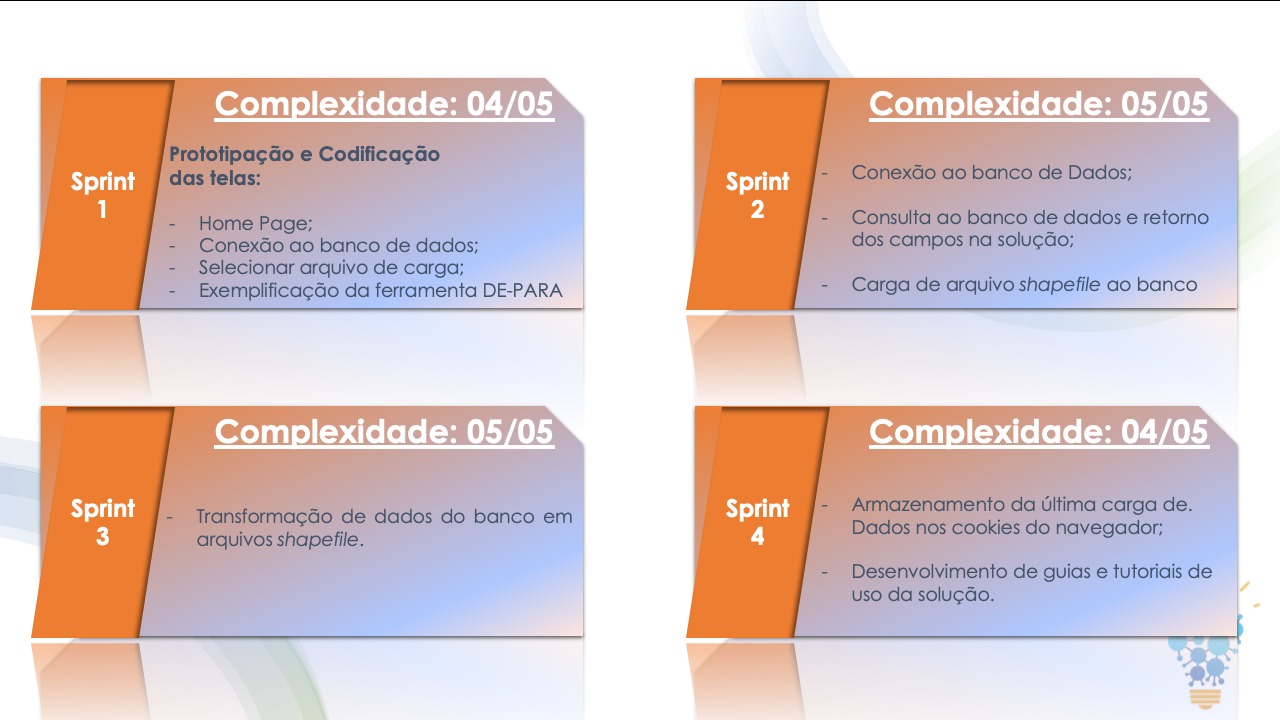 Complexidade: 04/05
Sprint
1
Prototipação e Codificação
das telas:
- Home Page;
- Conexão ao banco de dados;
- Selecionar arquivo de carga;
- Exemplificação da ferramenta DE-PARA
Complexidade: 05/05
Sprint
2
- Conexão ao banco de Dados;
- Consulta ao banco de dados e retorno
dos campos na solução;
- Carga de arquivo shapefile ao banco
Complexidade: 05/05
Sprint
3
- Transformação de dados do banco em
arquivos shapefile.
Complexidade: 04/05
Sprint
4
- Armazenamento da última carga de.
Dados nos cookies do navegador;
- Desenvolvimento de guias e tutoriais de
uso da solução.